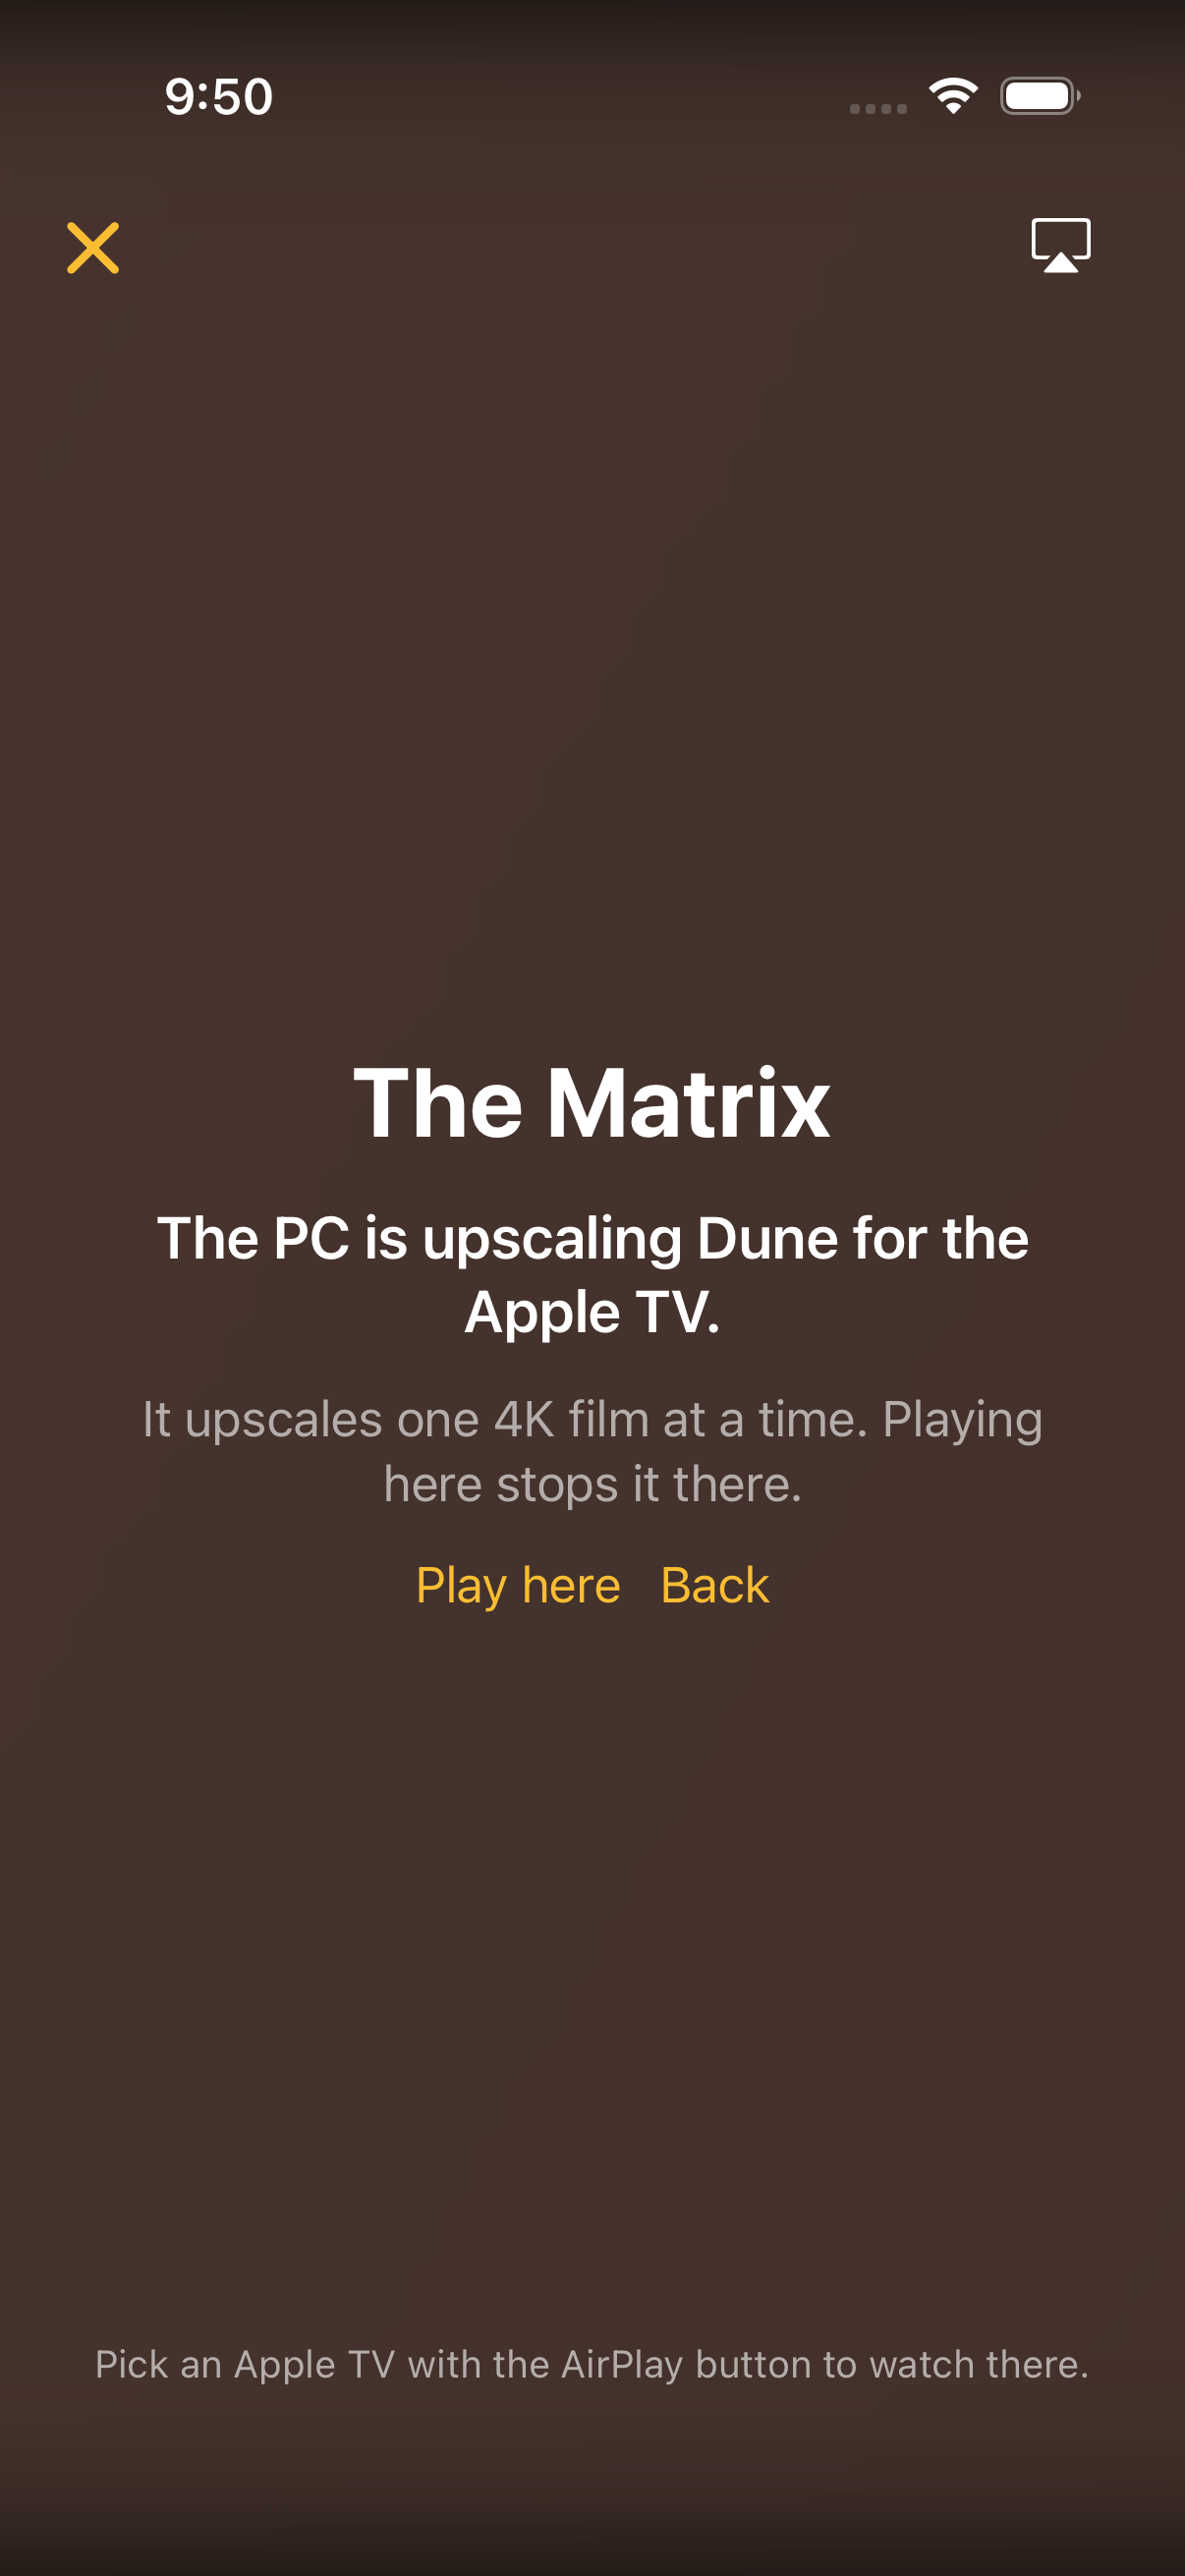 9:50
The Matrix
The PC is upscaling Dune for the
Apple TV.
It upscales one 4K film at a time. Playing
here stops it there.
Play here Back
Pick an Apple TV with the AirPlay button to watch there.